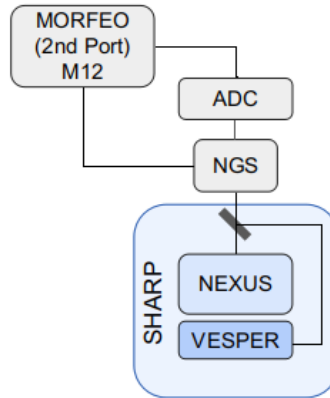 MORFEO
(2nd Port)
M12
ADC
NGS
SHARP
NEXUS
VESPER